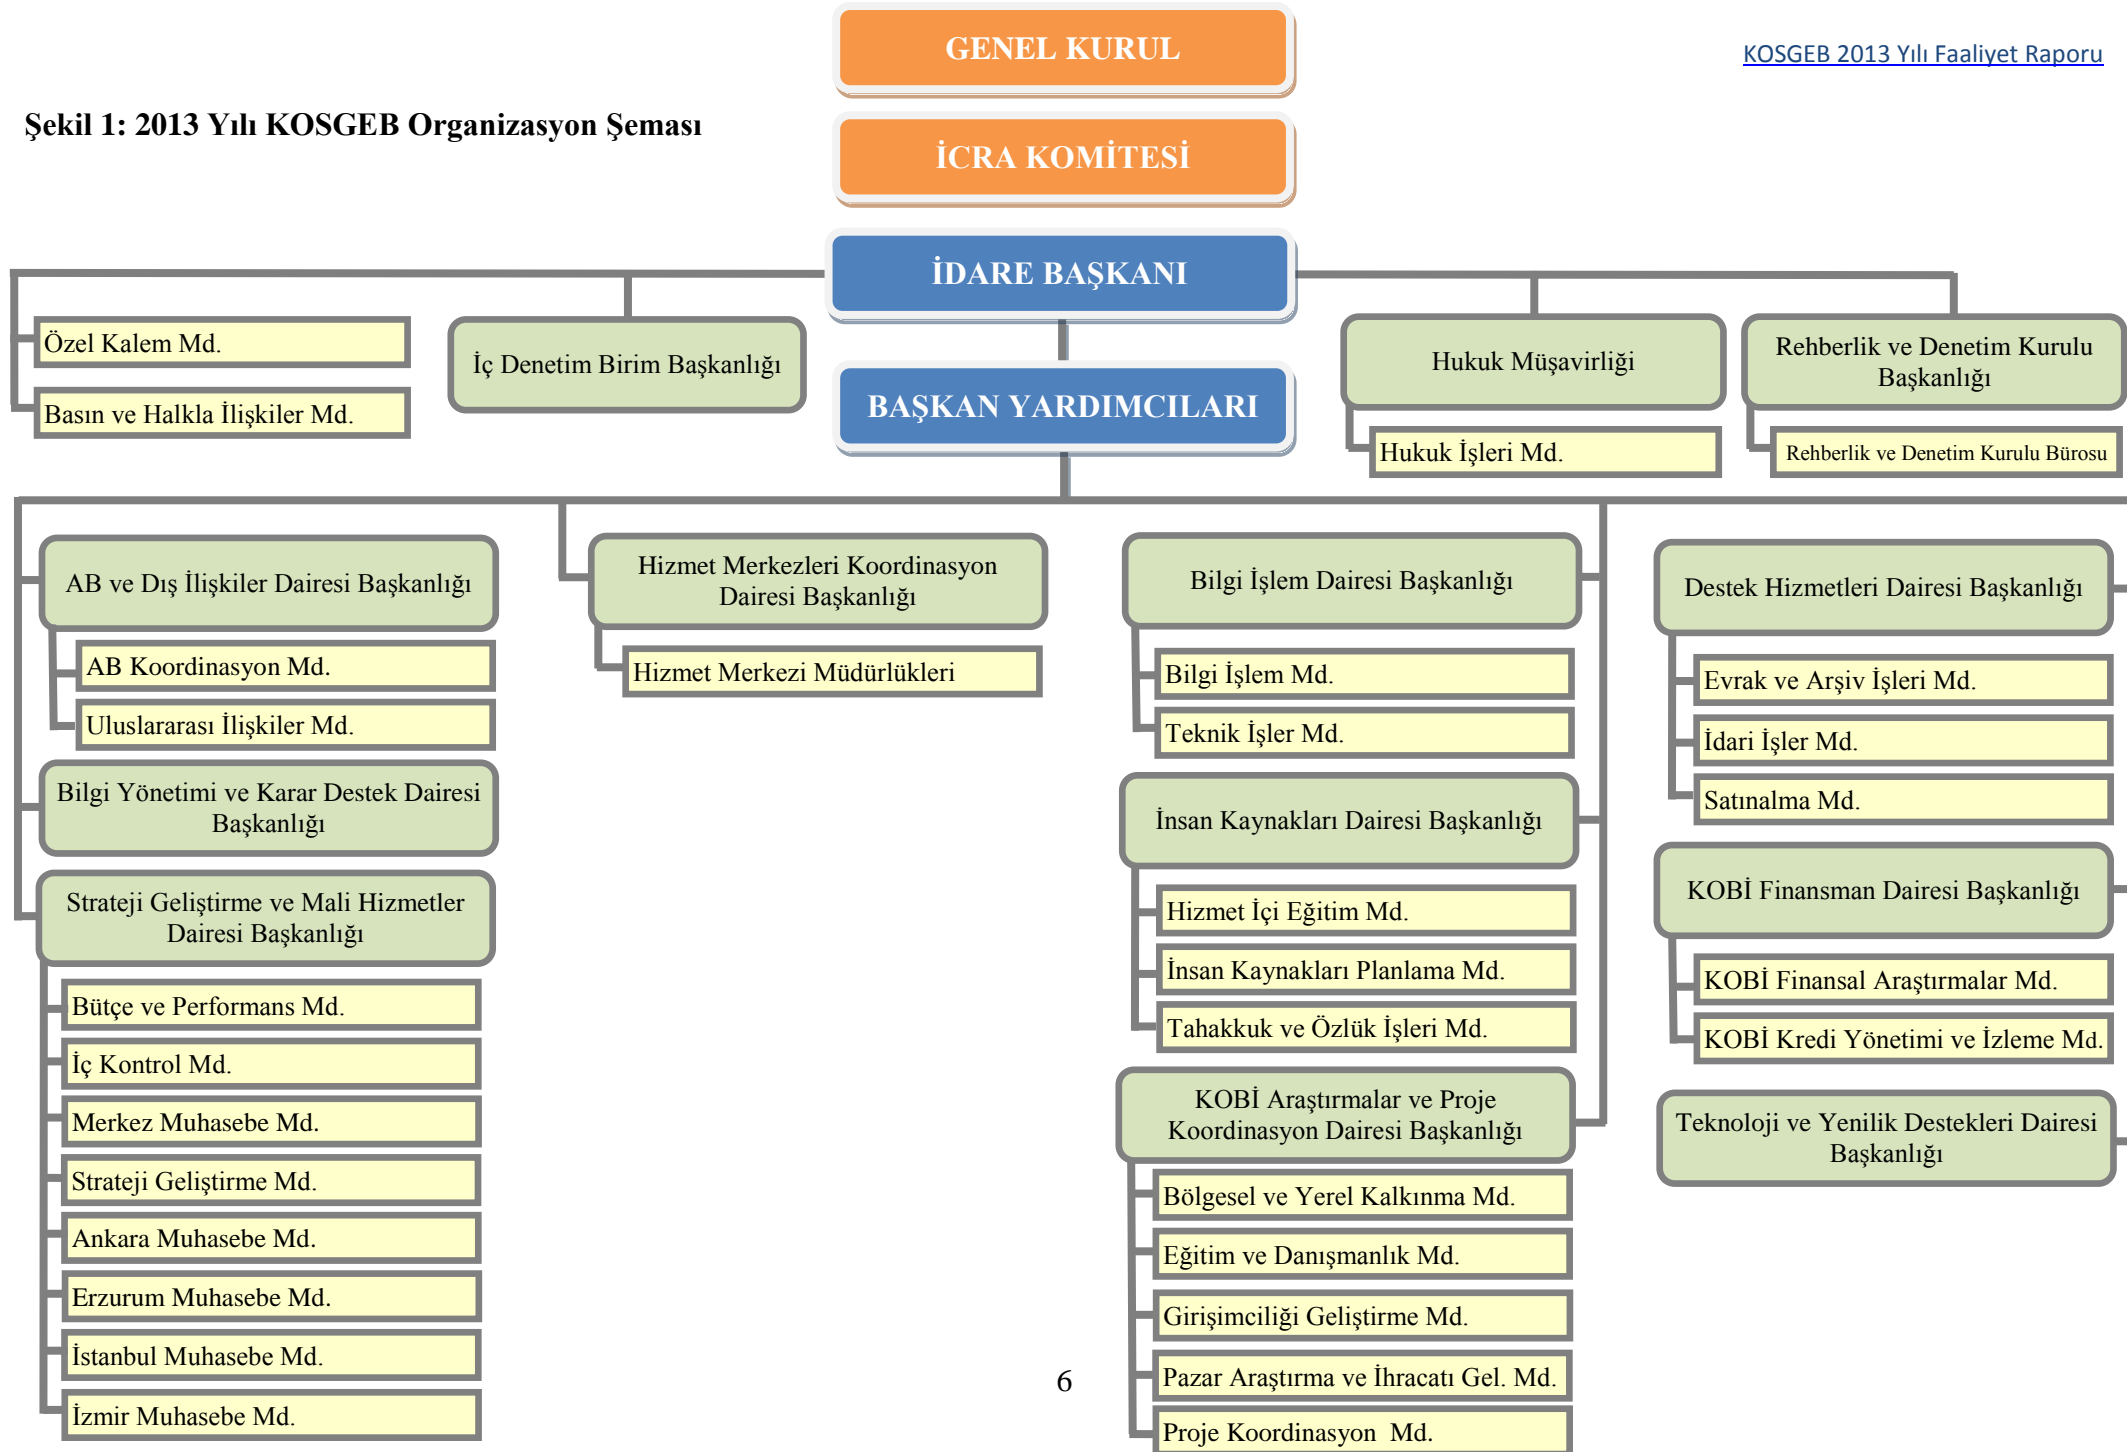 GENEL KURUL
KOSGEB 2013 Yılı Faaliyet Raporu
Şekil 1: 2013 Yılı KOSGEB Organizasyon Şeması
İCRA KOMİTESİ
İDARE BAŞKANI
Özel Kalem Md.
Basın ve Halkla İlişkiler Md.
İç Denetim Birim Başkanlığı
BAŞKAN YARDIMCILARI
Hukuk Müşavirliği
Hukuk İşleri Md.
Rehberlik ve Denetim Kurulu
Başkanlığı
Rehberlik ve Denetim Kurulu Bürosu
AB ve Dış İlişkiler Dairesi Başkanlığı
AB Koordinasyon Md.
Uluslararası İlişkiler Md.
Bilgi Yönetimi ve Karar Destek Dairesi
Başkanlığı
Strateji Geliştirme ve Mali Hizmetler
Dairesi Başkanlığı
Bütçe ve Performans Md.
İç Kontrol Md.
Merkez Muhasebe Md.
Strateji Geliştirme Md.
Ankara Muhasebe Md.
Erzurum Muhasebe Md.
İstanbul Muhasebe Md.
İzmir Muhasebe Md.
Hizmet Merkezleri Koordinasyon
Dairesi Başkanlığı
Hizmet Merkezi Müdürlükleri
Bilgi İşlem Dairesi Başkanlığı
Bilgi İşlem Md.
Teknik İşler Md.
İnsan Kaynakları Dairesi Başkanlığı
Hizmet İçi Eğitim Md.
İnsan Kaynakları Planlama Md.
Tahakkuk ve Özlük İşleri Md.
KOBİ Araştırmalar ve Proje
Koordinasyon Dairesi Başkanlığı
Bölgesel ve Yerel Kalkınma Md.
Eğitim ve Danışmanlık Md.
Girişimciliği Geliştirme Md.
Pazar Araştırma ve İhracatı Gel. Md.
Proje Koordinasyon Md.
Destek Hizmetleri Dairesi Başkanlığı
Evrak ve Arşiv İşleri Md.
İdari İşler Md.
Satınalma Md.
KOBİ Finansman Dairesi Başkanlığı
KOBİ Finansal Araştırmalar Md.
KOBİ Kredi Yönetimi ve İzleme Md.
Teknoloji ve Yenilik Destekleri Dairesi
Başkanlığı
6